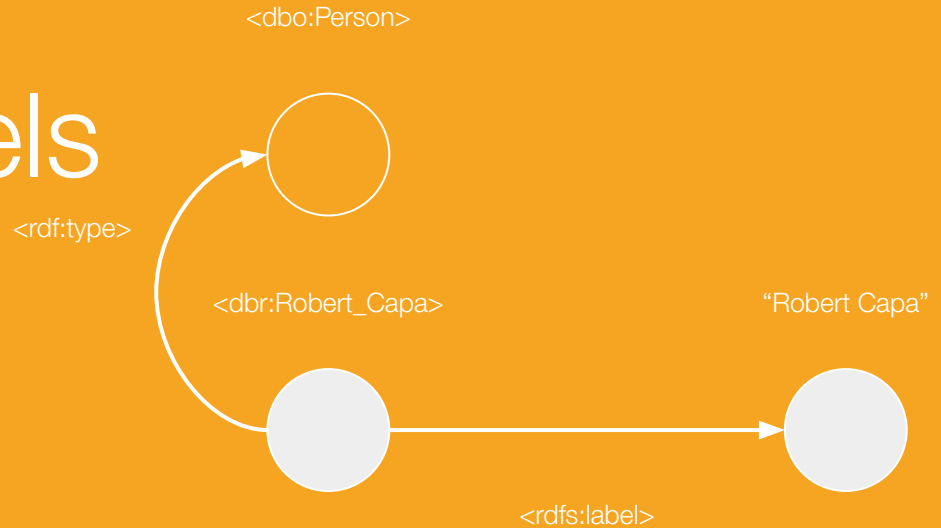 <dbo:Person>
els
<rdf:type>
<dbr:Robert_Capa>
“Robert Capa”
<rdfs:label>